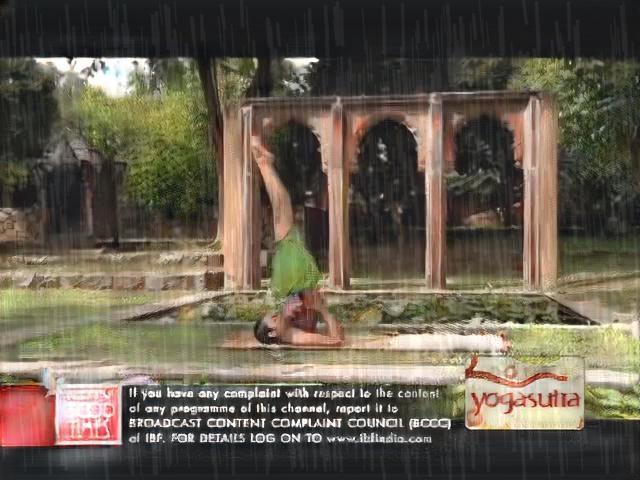 If you have any complaint with respect to the content
of any programme of this channel, report it to
BROADCAST CONTENT COMPLAINT COUNCIL (BCCC)
of IBF. FOR DETAILS LOG ON TO www.ibfindia.com
yogasutra